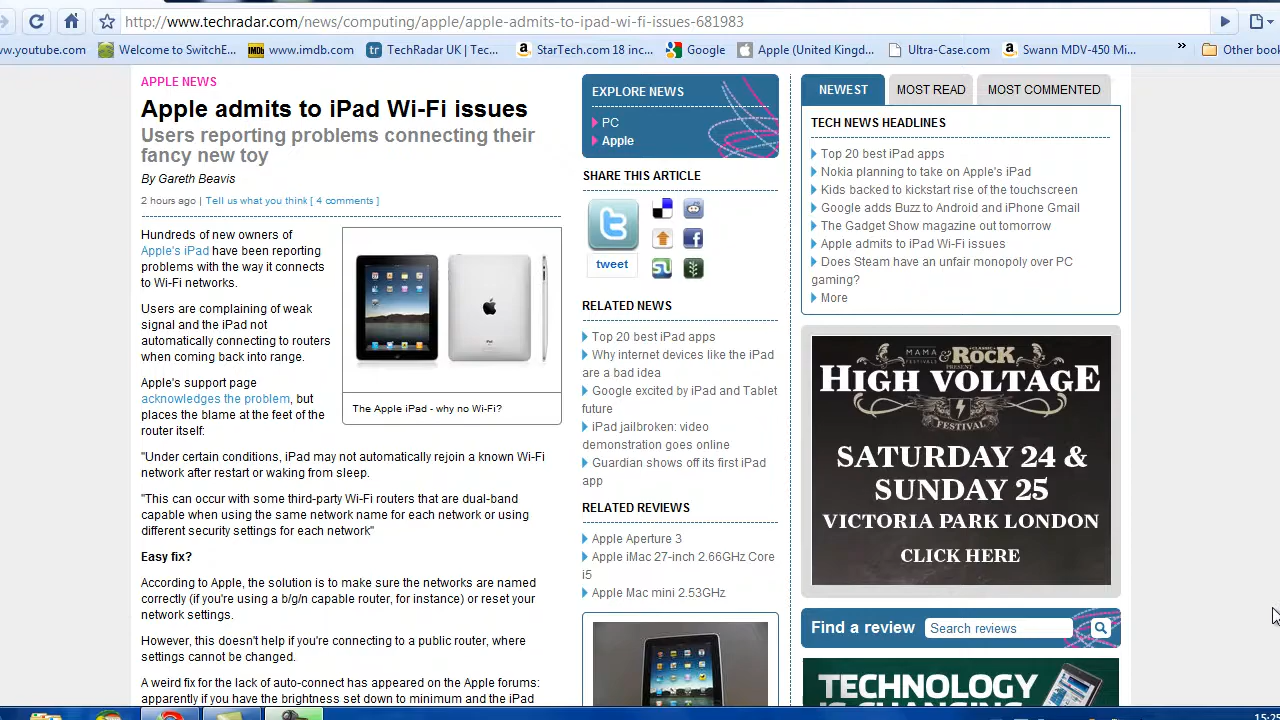 http://www.techradar.com/news/computing/apple/apple-admits-to-ipad-wi-fi-issues-681983
www.youtube.com
Welcome to SwitchE...
IMDb
www.imdb.com
tr
TechRadar UK | Tec...
StarTech.com 18 inc...
Google
Apple (United Kingd...
Ultra-Case.com
Swann MDV-450 Mi...
»
Other book
APPLE NEWS
Apple admits to iPad Wi-Fi issues
Users reporting problems connecting their
fancy new toy
By Gareth Beavis
2 hours ago | Tell us what you think [ 4 comments ]
Hundreds of new owners of
Apple's iPad have been reporting
problems with the way it connects
to Wi-Fi networks.
Users are complaining of weak
signal and the iPad not
automatically connecting to routers
when coming back into range.
Apple's support page
acknowledges the problem, but
places the blame at the feet of the
router itself:
The Apple iPad - why no Wi-Fi?
"Under certain conditions, iPad may not automatically rejoin a known Wi-Fi
network after restart or waking from sleep.
"This can occur with some third-party Wi-Fi routers that are dual-band
capable when using the same network name for each network or using
different security settings for each network"
Easy fix?
According to Apple, the solution is to make sure the networks are named
correctly (if you're using a b/g/n capable router, for instance) or reset your
network settings.
However, this doesn't help if you're connecting to a public router, where
settings cannot be changed.
A weird fix for the lack of auto-connect has appeared on the Apple forums:
apparently if you have the brightness set down to minimum and the iPad
EXPLORE NEWS
PC
Apple
SHARE THIS ARTICLE
tweet
RELATED NEWS
Top 20 best iPad apps
Why internet devices like the iPad
are a bad idea
Google excited by iPad and Tablet
future
iPad jailbroken: video
demonstration goes online
Guardian shows off its first iPad
app
RELATED REVIEWS
Apple Aperture 3
Apple iMac 27-inch 2.66GHz Core
i5
Apple Mac mini 2.53GHz
NEWEST
MOST READ
MOST COMMENTED
TECH NEWS HEADLINES
Top 20 best iPad apps
Nokia planning to take on Apple's iPad
Kids backed to kickstart rise of the touchscreen
Google adds Buzz to Android and iPhone Gmail
The Gadget Show magazine out tomorrow
Apple admits to iPad Wi-Fi issues
Does Steam have an unfair monopoly over PC
gaming?
More
MAMA
FESTIVALS
&
CLASSIC
ROCK
PRESENT
HIGH VOLTAGE
FESTIVAL
SATURDAY 24 &
SUNDAY 25
VICTORIA PARK LONDON
CLICK HERE
Find a review
Search reviews
TECHNOLOGY
IS CHANGING
15:25